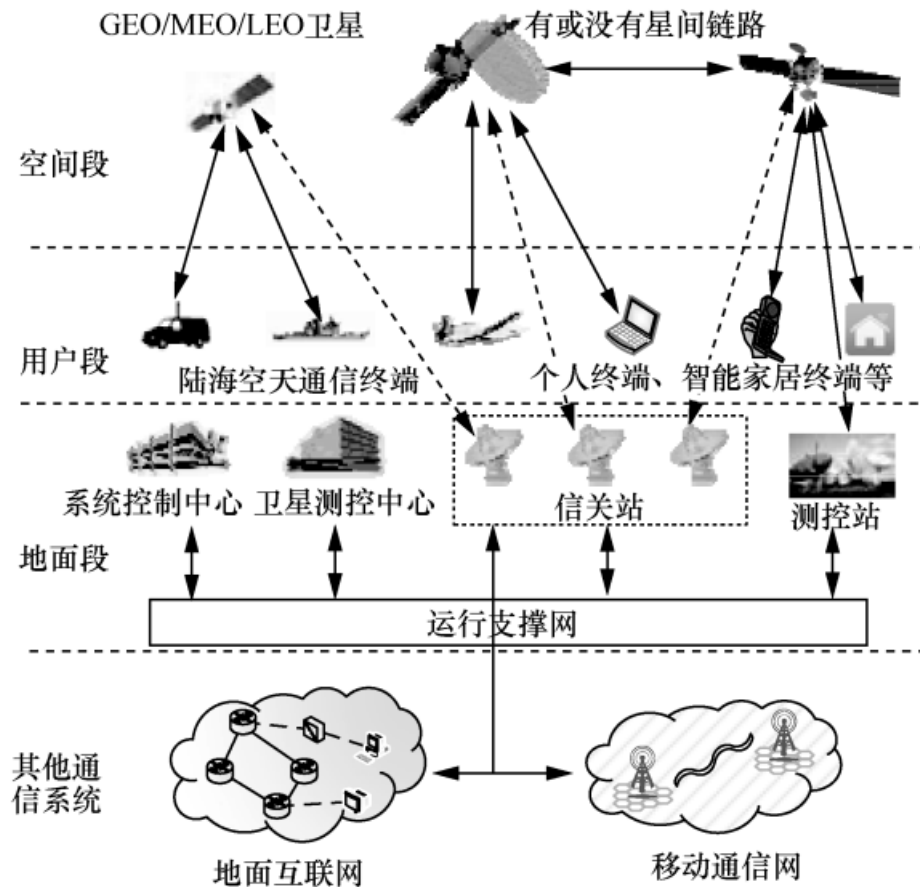 GEO/MEO/LEO卫星
有或没有星间链路
空间段
用户段
陆海空天通信终端
个人终端、智能家居终端等
系统控制中心
卫星测控中心
信关站
测控站
地面段
运行支撑网
其他通
信系统
地面互联网
移动通信网